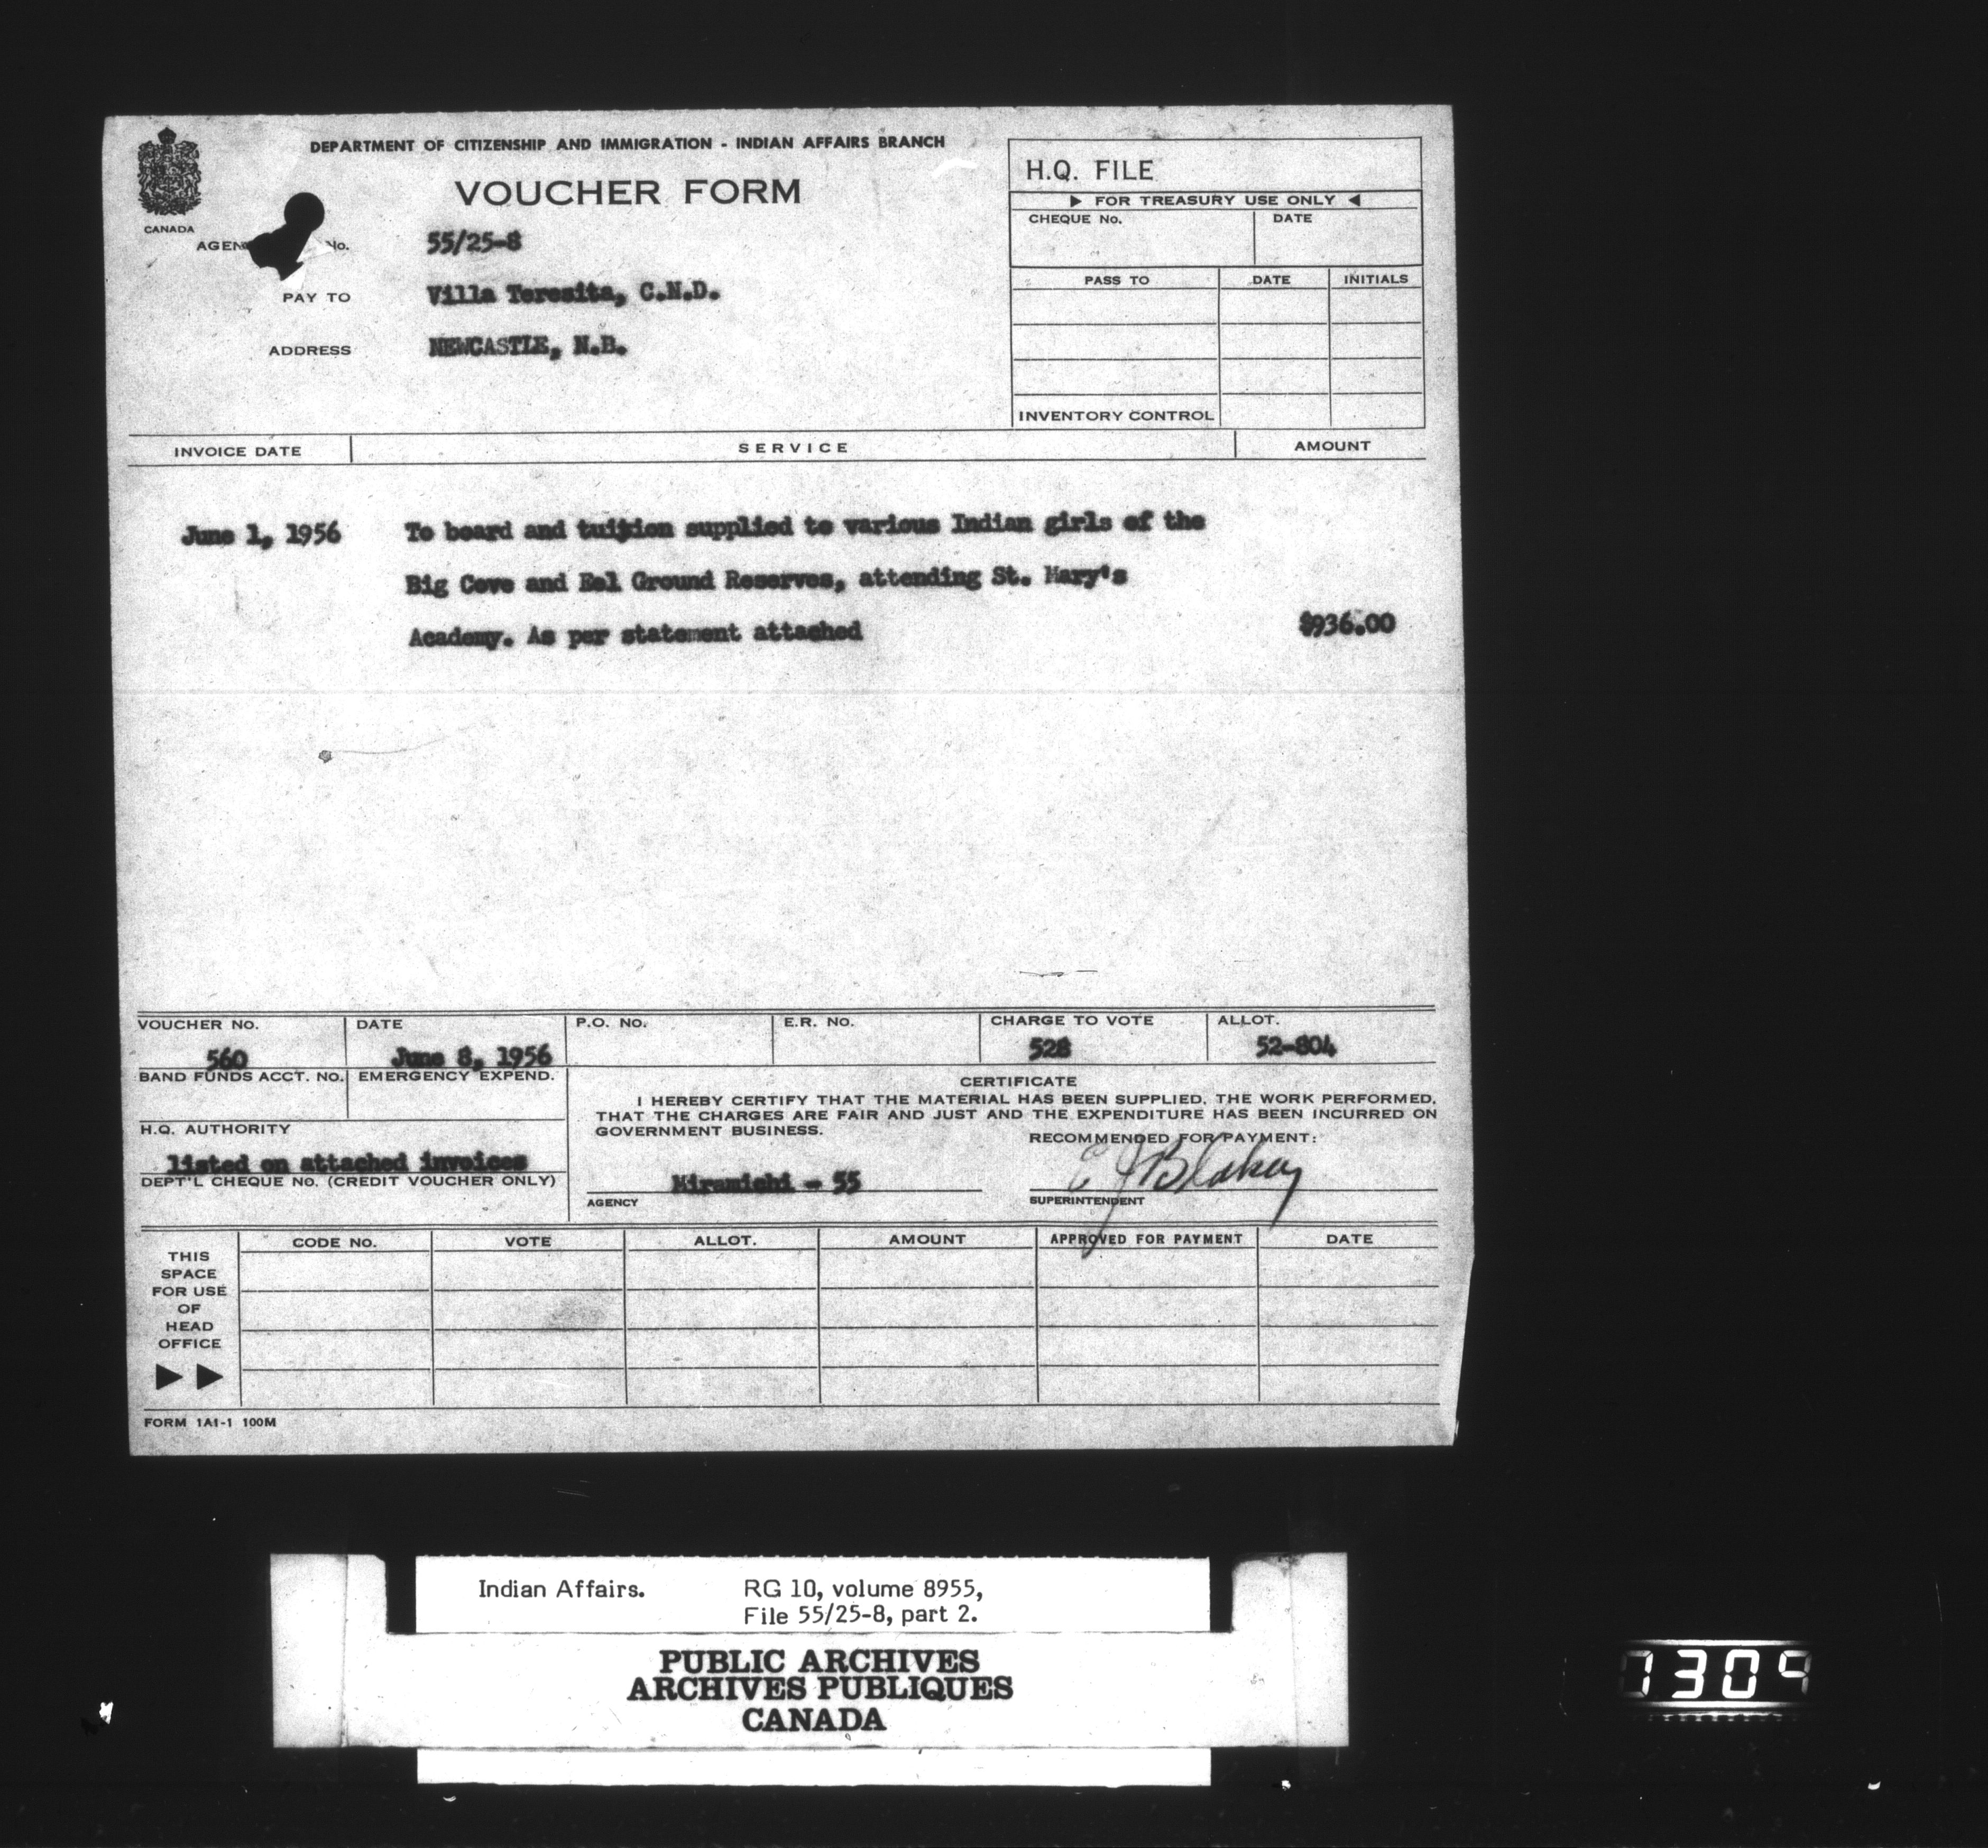 DEPARTMENT OF CITIZENSHIP AND IMMIGRATION - INDIAN AFFAIRS BRANCH
VOUCHER FORM
CANADA
No.
55/25-8
PAY TO
Villa Teresita, C.N.D.
ADDRESS
NEWCASTLE, N.B.
H.Q. FILE
▶ FOR TREASURY USE ONLY ◀
CHEQUE No. DATE
PASS TO DATE INITIALS
INVENTORY CONTROL
INVOICE DATE SERVICE AMOUNT
June 1, 1956 To board and tuition supplied to various Indian girls of the
Big Cove and Eel Ground Reserves, attending St. Mary's
Academy. As per statement attached $936.00
VOUCHER NO. DATE P.O. NO. E.R. NO. CHARGE TO VOTE ALLOT.
560 June 8, 1956 528 52-804
BAND FUNDS ACCT. NO. EMERGENCY EXPEND.
H.Q. AUTHORITY
listed on attached invoices
DEPT'L CHEQUE No. (CREDIT VOUCHER ONLY)
CERTIFICATE
I HEREBY CERTIFY THAT THE MATERIAL HAS BEEN SUPPLIED, THE WORK PERFORMED,
THAT THE CHARGES ARE FAIR AND JUST AND THE EXPENDITURE HAS BEEN INCURRED ON
GOVERNMENT BUSINESS.
RECOMMENDED FOR PAYMENT:
Miramichi - 55
E J Blakey
AGENCY
SUPERINTENDENT
THIS
SPACE
FOR USE
OF
HEAD
OFFICE
▶ ▶
CODE NO. VOTE ALLOT. AMOUNT APPROVED FOR PAYMENT DATE
FORM 1A1-1 100M
Indian Affairs. RG 10, volume 8955,
File 55/25-8, part 2.
PUBLIC ARCHIVES
ARCHIVES PUBLIQUES
CANADA
7309